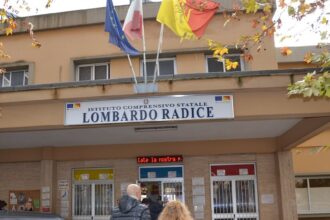 ISTITUTO COMPRENSIVO STATALE
LOMBARDO RADICE